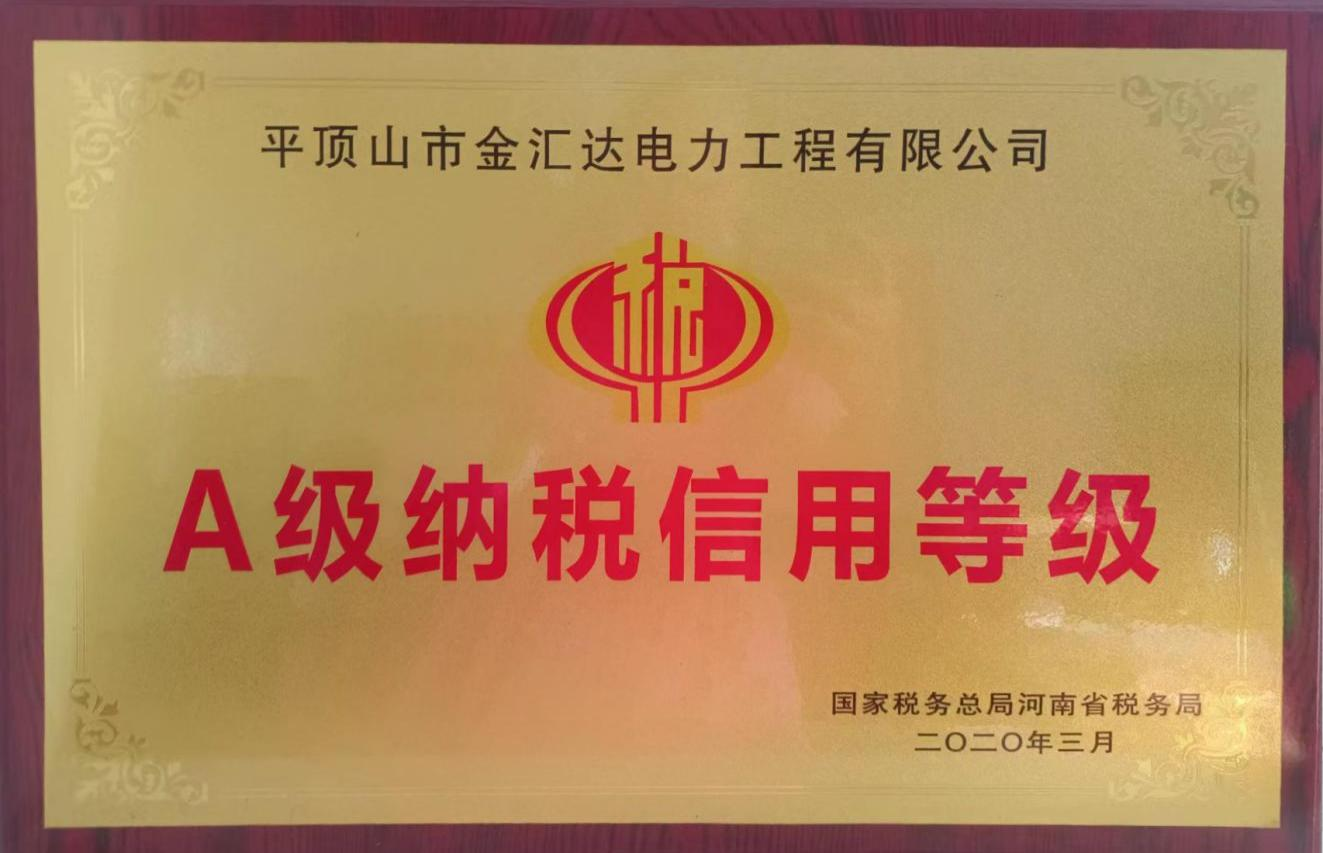 平顶山市金汇达电力工程有限公司
税
A级纳税信用等级
国家税务总局河南省税务局
二〇二〇年三月